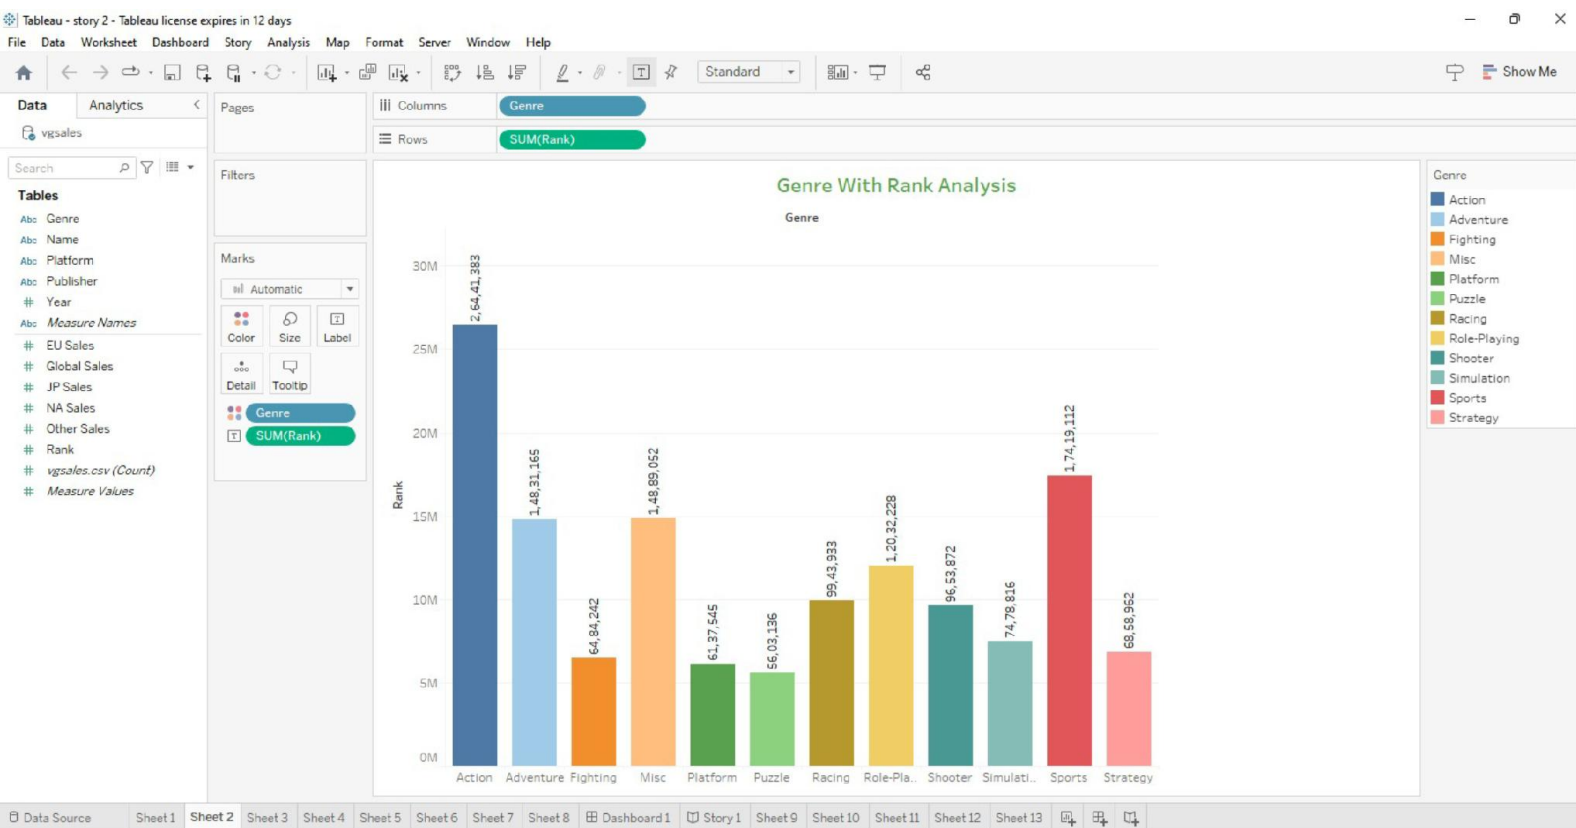 Tableau - story 2 - Tableau license expires in 12 days
File Data Worksheet Dashboard Story Analysis Map Format Server Window Help
Standard
Show Me
Data Analytics
vgsales
Search
Tables
Abc Genre
Abc Name
Abc Platform
Abc Publisher
# Year
Abc Measure Names
# EU Sales
# Global Sales
# JP Sales
# NA Sales
# Other Sales
# Rank
# vgsales.csv (Count)
# Measure Values
Pages
Filters
Marks
Automatic
Color Size Label
Detail Tooltip
Genre
SUM(Rank)
Columns Genre
Rows SUM(Rank)
Genre With Rank Analysis
Genre
Rank
30M
25M
20M
15M
10M
5M
0M
2,64,41,383
1,48,31,165
64,84,242
1,48,89,052
61,37,545
56,03,136
99,43,933
1,20,32,228
96,53,872
74,78,816
1,74,19,112
68,58,962
Action Adventure Fighting Misc Platform Puzzle Racing Role-Pla.. Shooter Simulati.. Sports Strategy
Genre
Action
Adventure
Fighting
Misc
Platform
Puzzle
Racing
Role-Playing
Shooter
Simulation
Sports
Strategy
Data Source Sheet 1 Sheet 2 Sheet 3 Sheet 4 Sheet 5 Sheet 6 Sheet 7 Sheet 8 Dashboard 1 Story 1 Sheet 9 Sheet 10 Sheet 11 Sheet 12 Sheet 13